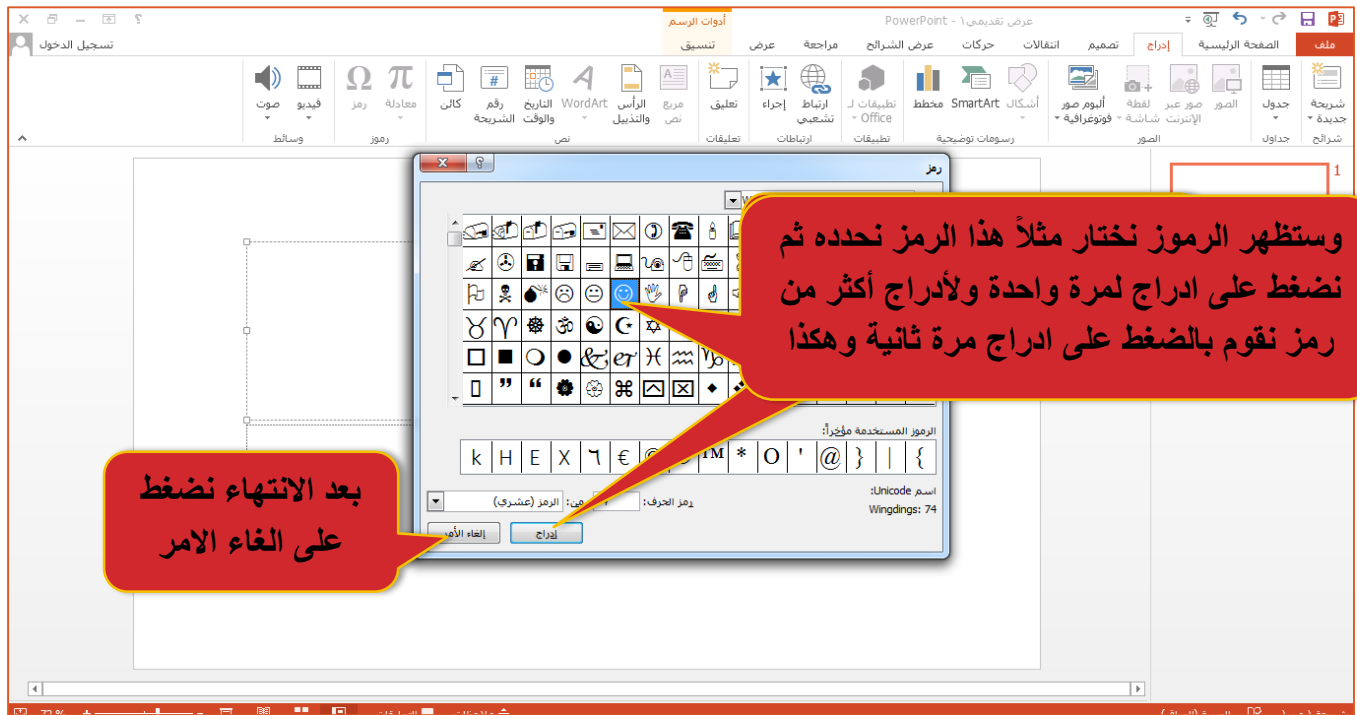 عرض تقديمي١ - PowerPoint
أدوات الرسم
ملف الصفحة الرئيسية إدراج تصميم انتقالات حركات عرض الشرائح مراجعة عرض تنسيق تسجيل الدخول
شريحة جديدة
جدول
الصور
صور عبر الإنترنت
لقطة شاشة
ألبوم صور فوتوغرافية
أشكال
SmartArt
مخطط
تطبيقات لـ Office
ارتباط تشعبي
إجراء
تعليق
مربع نص
الرأس والتذييل
WordArt
التاريخ والوقت
رقم الشريحة
كائن
معادلة
رمز
فيديو
صوت
شرائح جداول الصور رسومات توضيحية تطبيقات ارتباطات تعليقات نص رموز وسائط
1
رمز
وستظهر الرموز نختار مثلاً هذا الرمز نحدده ثم
نضغط على ادراج لمرة واحدة ولأدراج أكثر من
رمز نقوم بالضغط على ادراج مرة ثانية وهكذا
الرموز المستخدمة مؤخراً:
{ | } @ ' O * ™ € ٦ X E H k
اسم Unicode:
Wingdings: 74
رمز الحرف: من: الرمز (عشري)
إدراج
إلغاء الأمر
بعد الانتهاء نضغط
على الغاء الامر